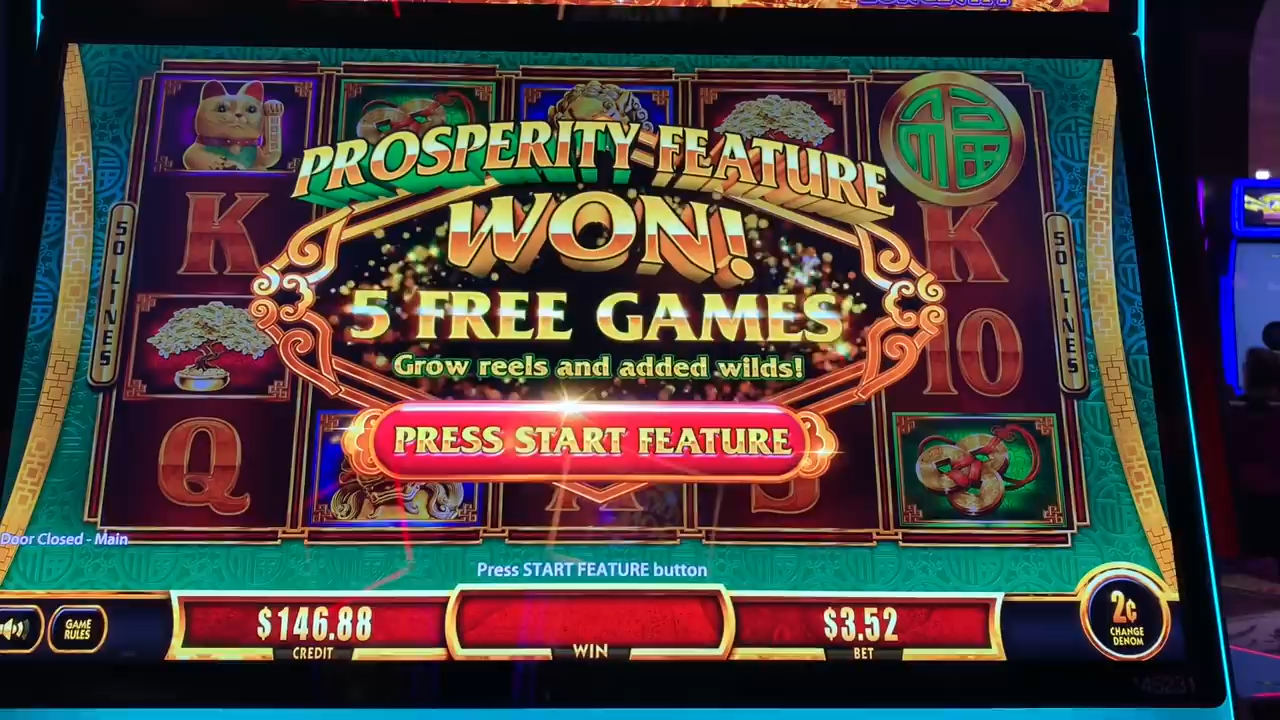 PROSPERITY FEATURE
WON!
5 FREE GAMES
Grow reels and added wilds!
PRESS START FEATURE
福
K
K
50 LINES
50 LINES
10
Q
Door Closed - Main
Press START FEATURE button
GAME RULES
$146.88
CREDIT
WIN
$3.52
BET
2¢
CHANGE DENOM